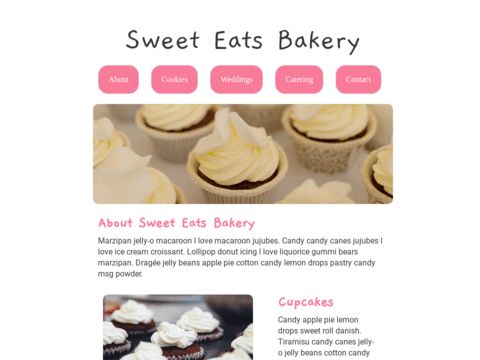 Sweet Eats Bakery
About Cookies Weddings Catering Contact
About Sweet Eats Bakery
Marzipan jelly-o macaroon I love macaroon jujubes. Candy candy canes jujubes I
love ice cream croissant. Lollipop donut icing I love liquorice gummi bears
marzipan. Dragée jelly beans apple pie cotton candy lemon drops pastry candy
msg powder.
Cupcakes
Candy apple pie lemon
drops sweet roll danish.
Tiramisu candy canes jelly-
o jelly beans cotton candy